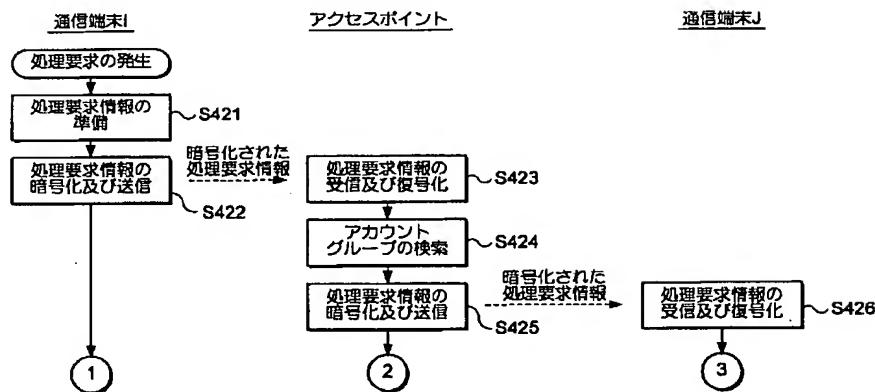 通信端末I
アクセスポイント
通信端末J
処理要求の発生
処理要求情報の
準備
S421
処理要求情報の
暗号化及び送信
S422
暗号化された
処理要求情報
処理要求情報の
受信及び復号化
S423
アカウント
グループの検索
S424
処理要求情報の
暗号化及び送信
S425
暗号化された
処理要求情報
処理要求情報の
受信及び復号化
S426
1
2
3